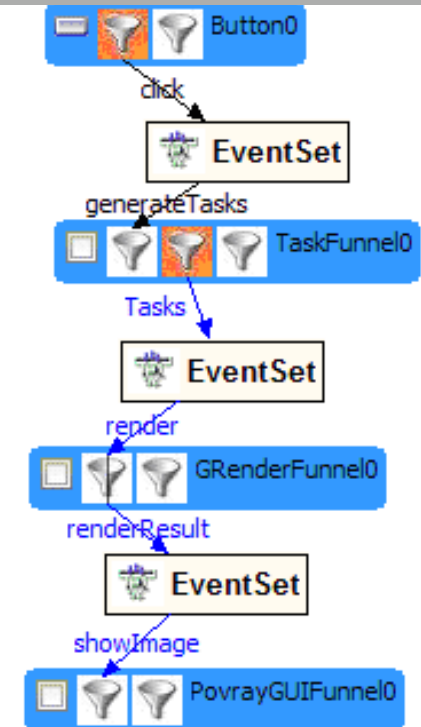 Button0
click
EventSet
generateTasks
TaskFunnel0
Tasks
EventSet
render
GRenderFunnel0
renderResult
EventSet
showImage
PovrayGUIFunnel0